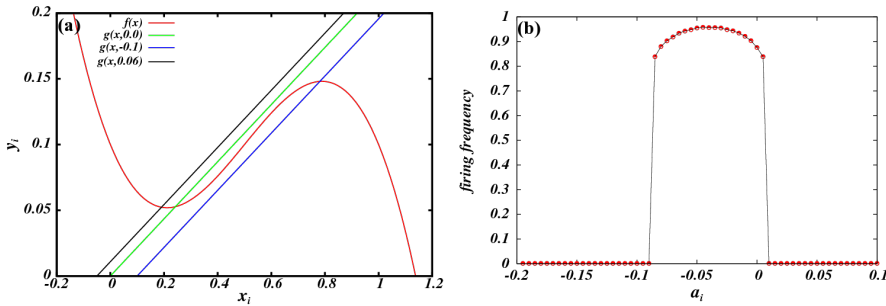 (a)
f(x)
g(x,0.0)
g(x,-0.1)
g(x,0.06)
0.2
0.15
0.1
0.05
0
y_i
0 0.2 0.4 0.6 0.8 1 1.2
x_i
(b)
1
0.9
0.8
0.7
0.6
0.5
0.4
0.3
0.2
0.1
0
firing frequency
-0.2 -0.15 -0.1 -0.05 0 0.05 0.1
a_i